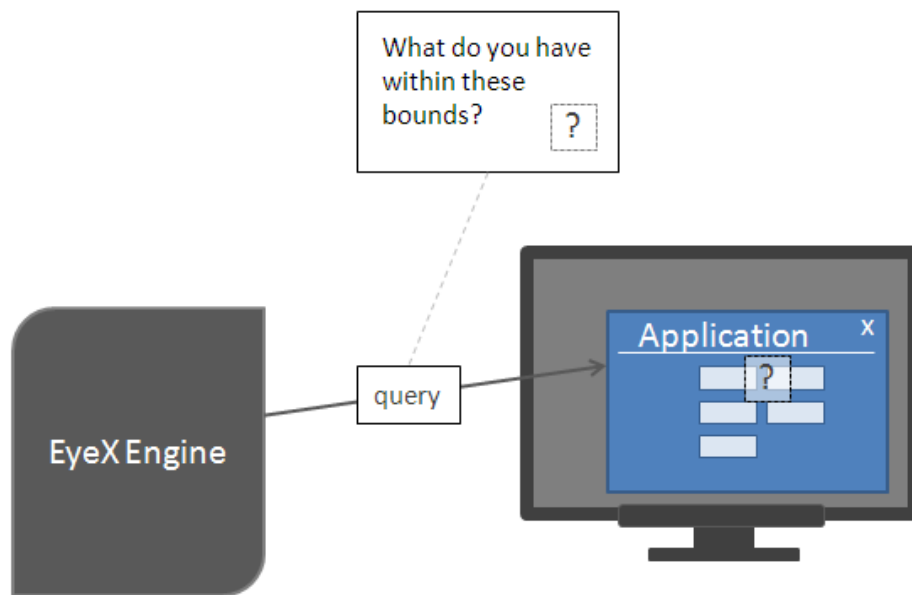 What do you have
within these
bounds?
?
Application
X
?
query
EyeX Engine